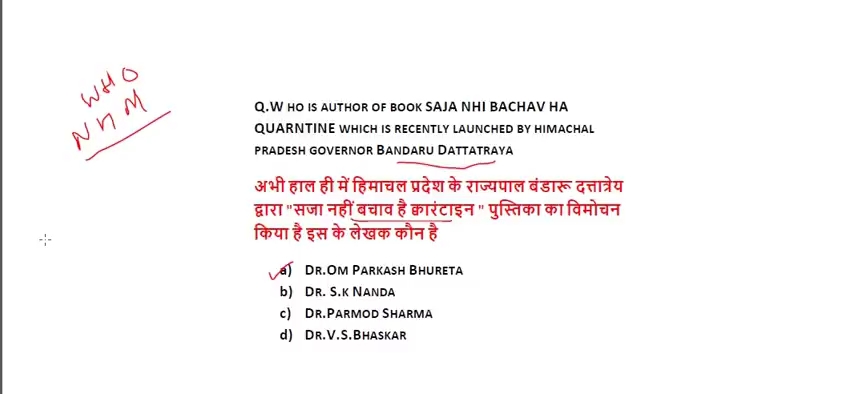 WHO
NHM
Q.W HO IS AUTHOR OF BOOK SAJA NHI BACHAV HA
QUARNTINE WHICH IS RECENTLY LAUNCHED BY HIMACHAL
PRADESH GOVERNOR BANDARU DATTATRAYA
अभी हाल ही में हिमाचल प्रदेश के राज्यपाल बंडारू दत्तात्रेय
द्वारा "सजा नहीं बचाव है क्वारंटाइन " पुस्तिका का विमोचन
किया है इस के लेखक कौन है
a) DR.OM PARKASH BHURETA
b) DR. S.K NANDA
c) DR.PARMOD SHARMA
d) DR.V.S.BHASKAR